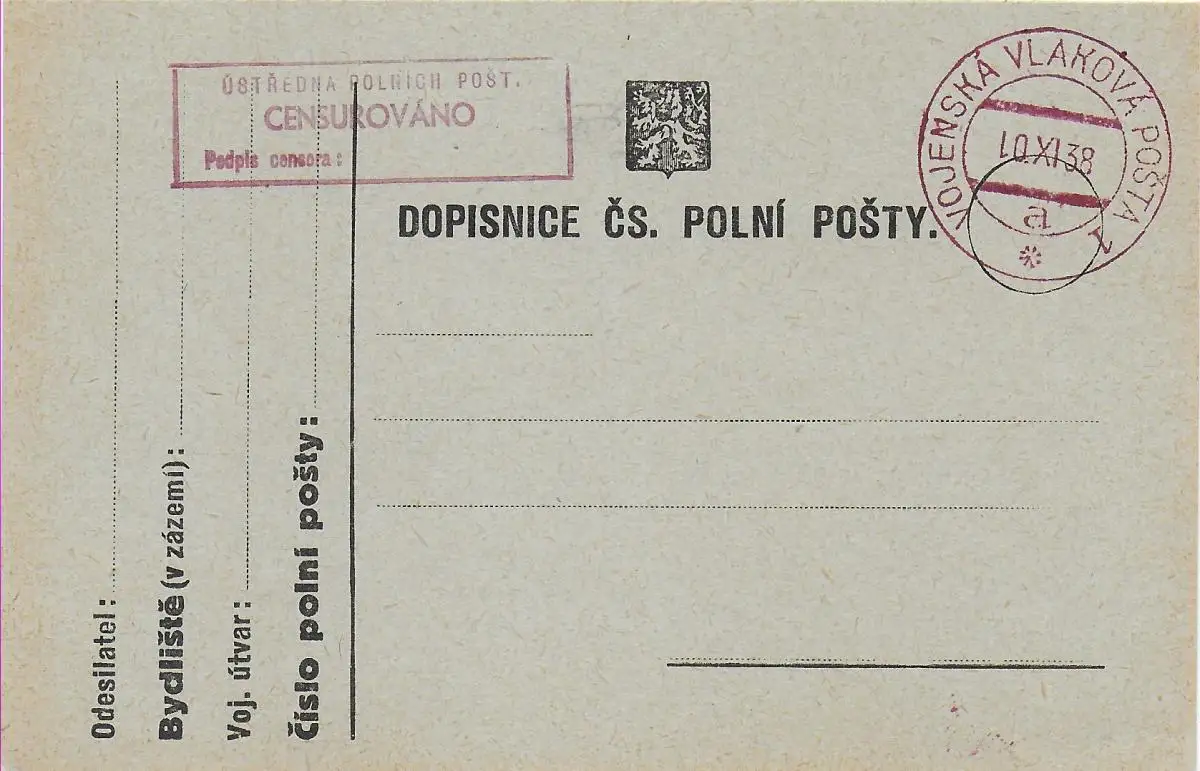 ÚSTŘEDNA POLNÍCH POŠT.
CENSUROVÁNO
Podpis censora:
VOJENSKÁ VLAKOVÁ POŠTA 1
10.XI.38
a
DOPISNICE ČS. POLNÍ POŠTY.
Odesilatel:
Bydliště (v zázemí):
Voj. útvar:
Číslo polní pošty: